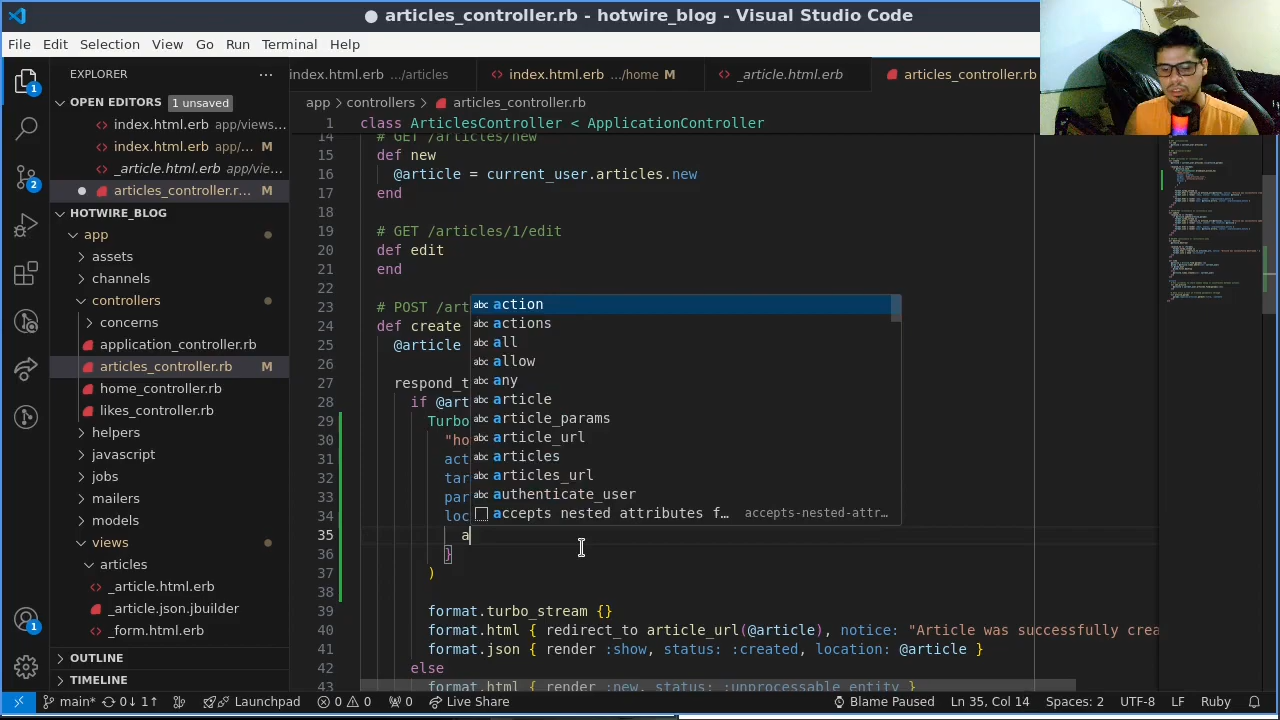 articles_controller.rb - hotwire_blog - Visual Studio Code
File Edit Selection View Go Run Terminal Help
EXPLORER
index.html.erb .../articles
index.html.erb .../home M
_article.html.erb
articles_controller.rb
OPEN EDITORS 1 unsaved
app > controllers > articles_controller.rb
index.html.erb app/views...
index.html.erb app/... M
_article.html.erb app/vie...
articles_controller.r... M
HOTWIRE_BLOG
app
assets
channels
controllers
concerns
application_controller.rb
articles_controller.rb M
home_controller.rb
likes_controller.rb
helpers
javascript
jobs
mailers
models
views
articles
_article.html.erb
_article.json.jbuilder
_form.html.erb
OUTLINE
TIMELINE
1 class ArticlesController < ApplicationController
14 # GET /articles/new
15 def new
16 @article = current_user.articles.new
17 end
18
19 # GET /articles/1/edit
20 def edit
21 end
22
23 # POST /art
24 def create
25 @article
26
27 respond_t
28 if @art
29 Turbo
30 "ho
31 act
32 tar
33 par
34 loc
35 a
36 }
37 )
38
39 format.turbo_stream {}
40 format.html { redirect_to article_url(@article), notice: "Article was successfully crea
41 format.json { render :show, status: :created, location: @article }
42 else
43 format.html { render :new, status: :unprocessable_entity }
abc action
abc actions
abc all
abc allow
abc any
abc article
abc article_params
abc article_url
abc articles
abc articles_url
abc authenticate_user
accepts nested attributes f... accepts-nested-attr...
1
2
1
main* 0↓ 1↑ Launchpad 0 0 0 Live Share Blame Paused Ln 35, Col 14 Spaces: 2 UTF-8 LF Ruby